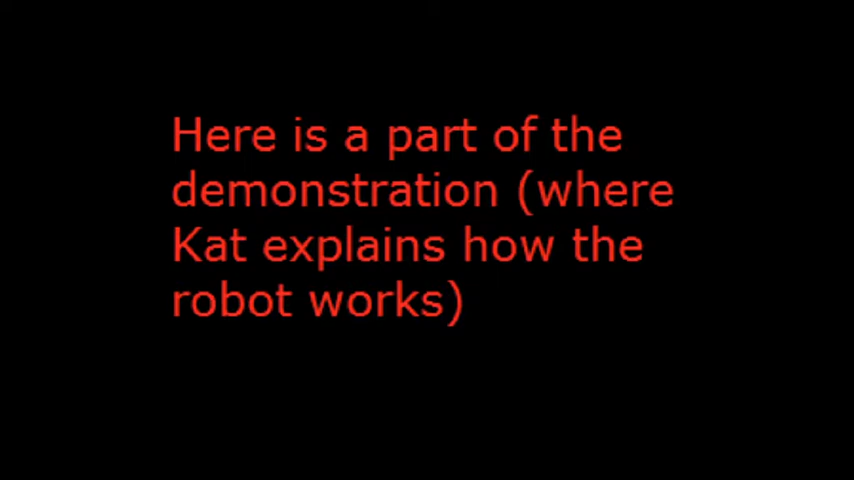 Here is a part of the
demonstration (where
Kat explains how the
robot works)